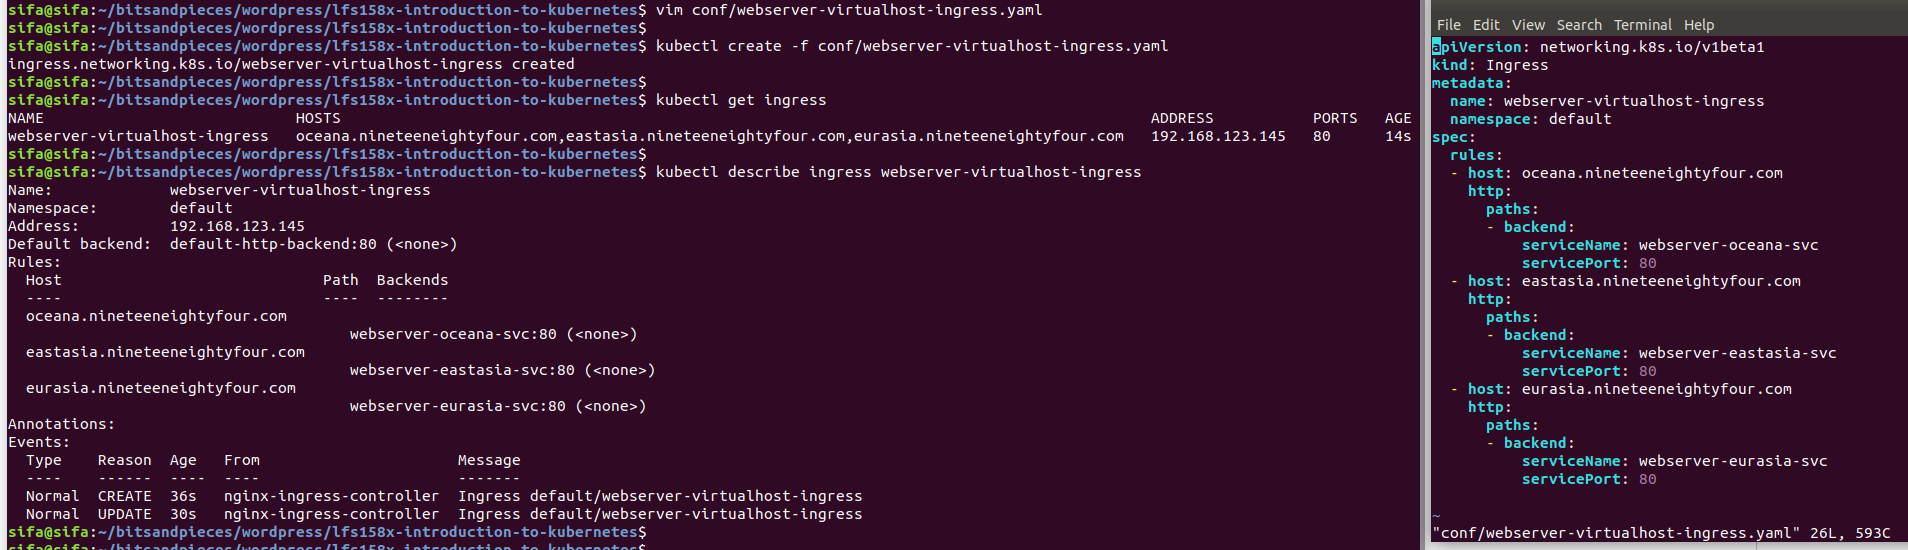 sifa@sifa:~/bitsandpieces/wordpress/lfs158x-introduction-to-kubernetes$ vim conf/webserver-virtualhost-ingress.yaml
sifa@sifa:~/bitsandpieces/wordpress/lfs158x-introduction-to-kubernetes$
sifa@sifa:~/bitsandpieces/wordpress/lfs158x-introduction-to-kubernetes$ kubectl create -f conf/webserver-virtualhost-ingress.yaml
ingress.networking.k8s.io/webserver-virtualhost-ingress created
sifa@sifa:~/bitsandpieces/wordpress/lfs158x-introduction-to-kubernetes$
sifa@sifa:~/bitsandpieces/wordpress/lfs158x-introduction-to-kubernetes$ kubectl get ingress
NAME HOSTS ADDRESS PORTS AGE
webserver-virtualhost-ingress oceana.nineteeneightyfour.com,eastasia.nineteeneightyfour.com,eurasia.nineteeneightyfour.com 192.168.123.145 80 14s
sifa@sifa:~/bitsandpieces/wordpress/lfs158x-introduction-to-kubernetes$
sifa@sifa:~/bitsandpieces/wordpress/lfs158x-introduction-to-kubernetes$ kubectl describe ingress webserver-virtualhost-ingress
Name: webserver-virtualhost-ingress
Namespace: default
Address: 192.168.123.145
Default backend: default-http-backend:80 (<none>)
Rules:
Host Path Backends
---- ---- --------
oceana.nineteeneightyfour.com
webserver-oceana-svc:80 (<none>)
eastasia.nineteeneightyfour.com
webserver-eastasia-svc:80 (<none>)
eurasia.nineteeneightyfour.com
webserver-eurasia-svc:80 (<none>)
Annotations:
Events:
Type Reason Age From Message
---- ------ ---- ---- -------
Normal CREATE 36s nginx-ingress-controller Ingress default/webserver-virtualhost-ingress
Normal UPDATE 30s nginx-ingress-controller Ingress default/webserver-virtualhost-ingress
sifa@sifa:~/bitsandpieces/wordpress/lfs158x-introduction-to-kubernetes$
sifa@sifa:~/bitsandpieces/wordpress/lfs158x-introduction-to-kubernetes$
File Edit View Search Terminal Help
apiVersion: networking.k8s.io/v1beta1
kind: Ingress
metadata:
name: webserver-virtualhost-ingress
namespace: default
spec:
rules:
- host: oceana.nineteeneightyfour.com
http:
paths:
- backend:
serviceName: webserver-oceana-svc
servicePort: 80
- host: eastasia.nineteeneightyfour.com
http:
paths:
- backend:
serviceName: webserver-eastasia-svc
servicePort: 80
- host: eurasia.nineteeneightyfour.com
http:
paths:
- backend:
serviceName: webserver-eurasia-svc
servicePort: 80
~
"conf/webserver-virtualhost-ingress.yaml" 26L, 593C